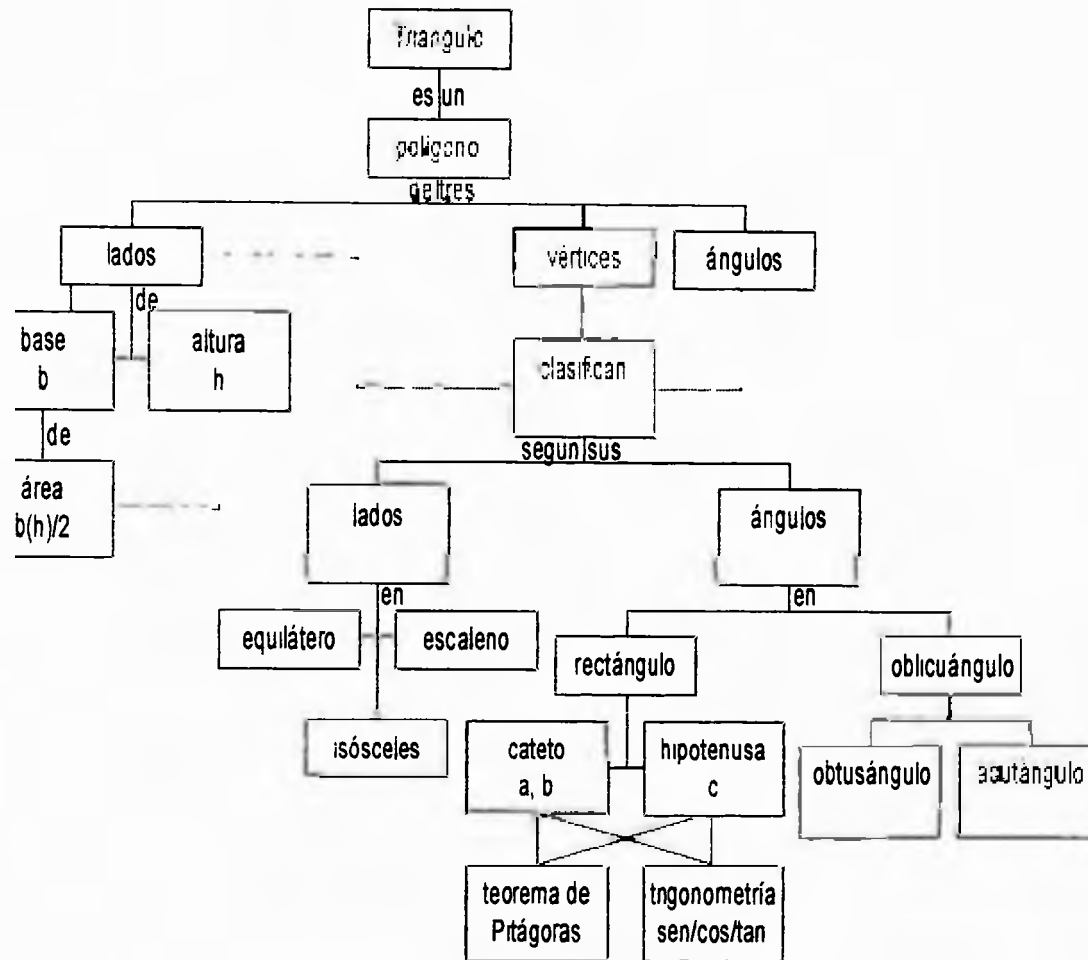 Triangulo
es un
polígono
de tres
lados
vértices
ángulos
de
base
b
altura
h
clasifican
de
segun sus
área
b(h)/2
lados
ángulos
en
en
equilátero
escaleno
rectángulo
oblicuángulo
isósceles
cateto
a, b
hipotenusa
c
obtusángulo
acutángulo
teorema de
Pitágoras
trigonometría
sen/cos/tan